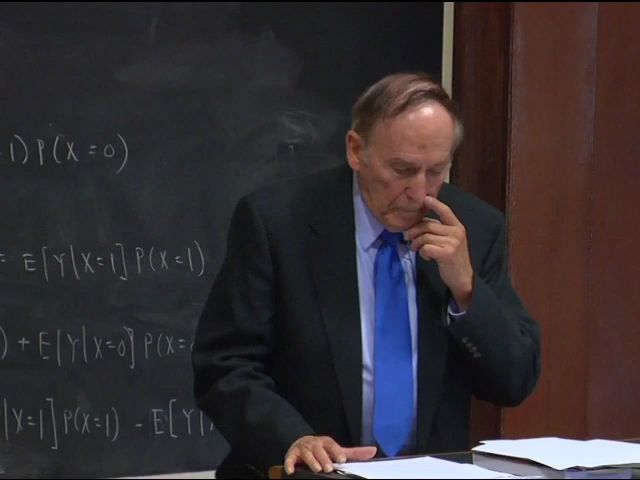 1) P(X=0)
= E[Y|X=1] P(X=1)
) + E[Y|X=0] P(X=
|X=1] P(X=1) - E[Y|